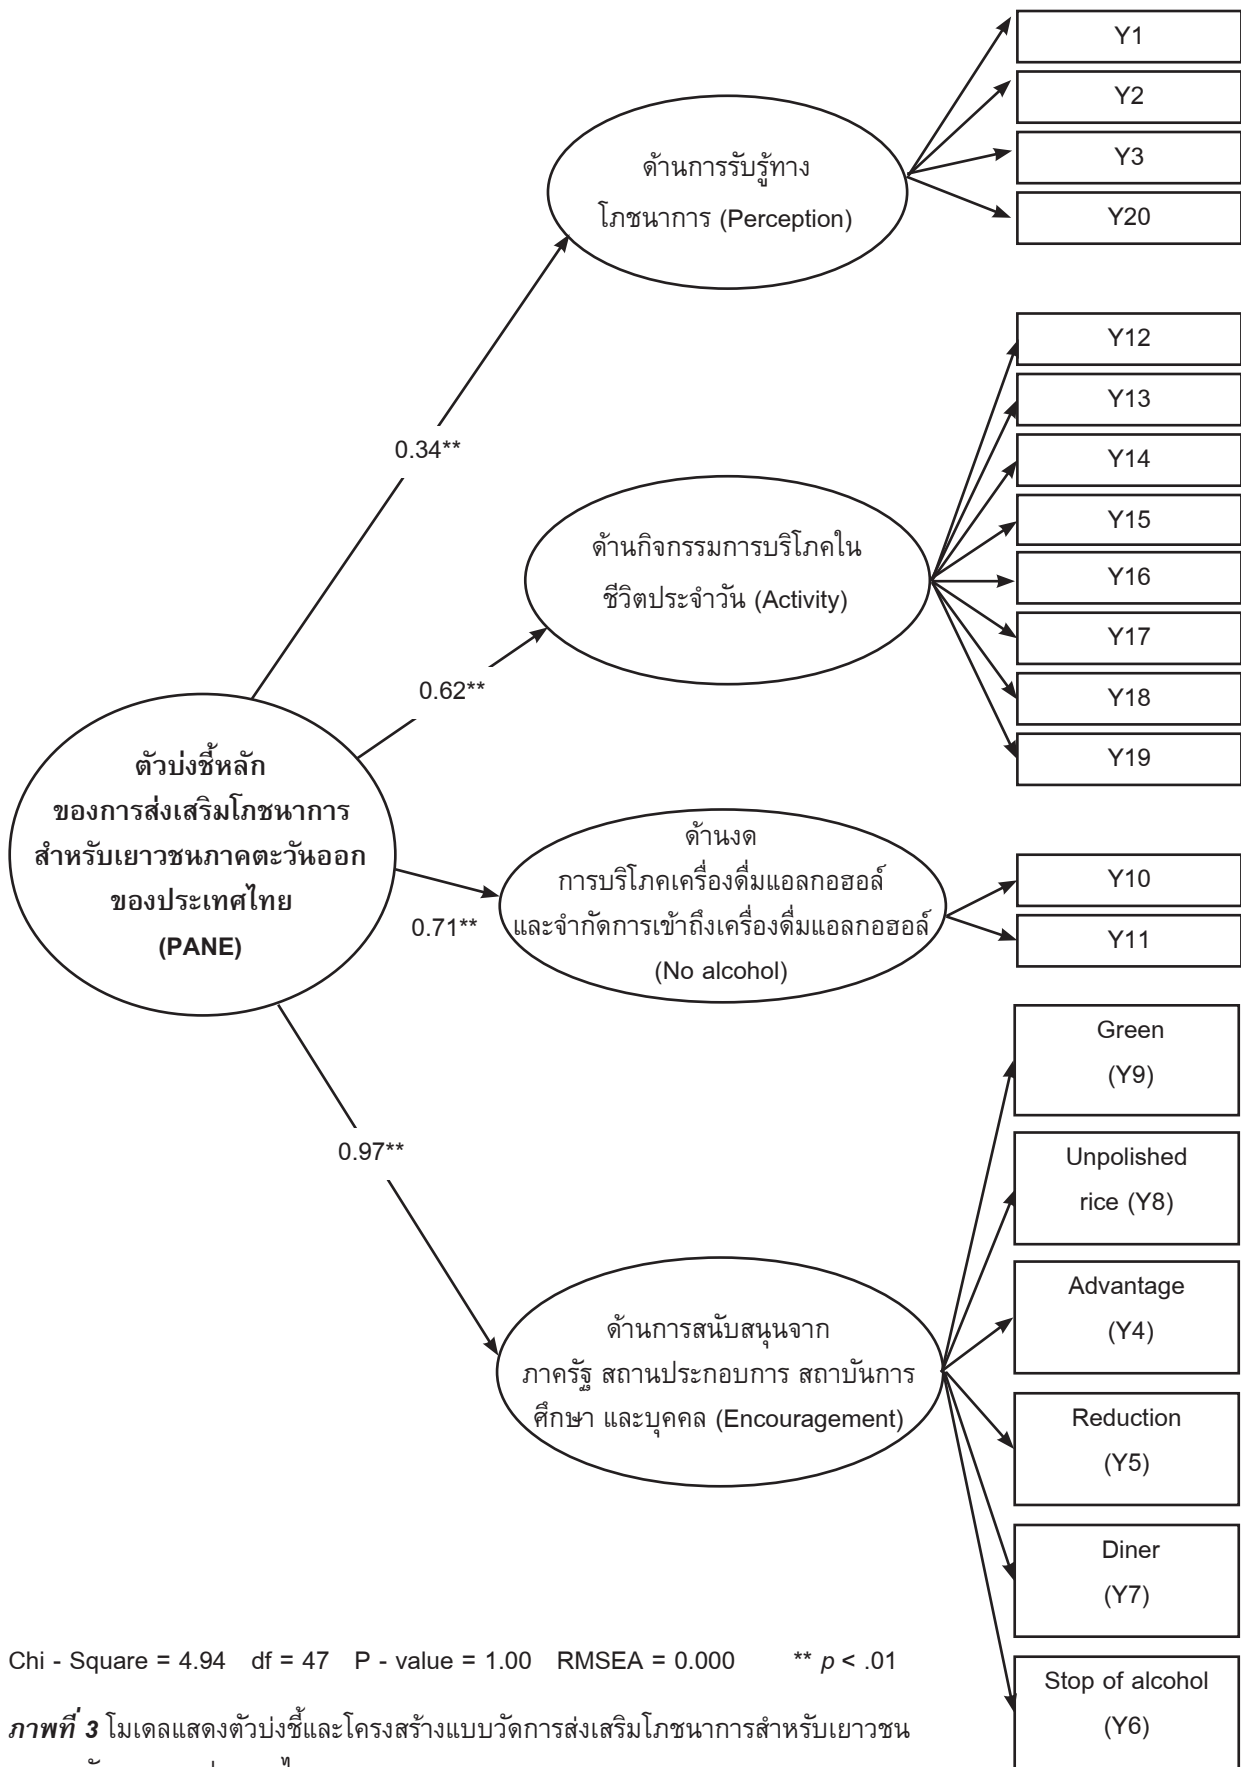 Y1
Y2
Y3
Y20
ด้านการรับรู้ทาง
โภชนาการ (Perception)
0.34**
Y12
Y13
Y14
Y15
Y16
Y17
Y18
Y19
ด้านกิจกรรมการบริโภคใน
ชีวิตประจำวัน (Activity)
0.62**
ตัวบ่งชี้หลัก
ของการส่งเสริมโภชนาการ
สำหรับเยาวชนภาคตะวันออก
ของประเทศไทย
(PANE)
ด้านงด
การบริโภคเครื่องดื่มแอลกอฮอล์
และจำกัดการเข้าถึงเครื่องดื่มแอลกอฮอล์
(No alcohol)
0.71**
Y10
Y11
0.97**
ด้านการสนับสนุนจาก
ภาครัฐ สถานประกอบการ สถาบันการ
ศึกษา และบุคคล (Encouragement)
Green
(Y9)
Unpolished
rice (Y8)
Advantage
(Y4)
Reduction
(Y5)
Diner
(Y7)
Stop of alcohol
(Y6)
Chi - Square = 4.94 df = 47 P - value = 1.00 RMSEA = 0.000 ** p < .01
ภาพที่ 3 โมเดลแสดงตัวบ่งชี้และโครงสร้างแบบวัดการส่งเสริมโภชนาการสำหรับเยาวชน